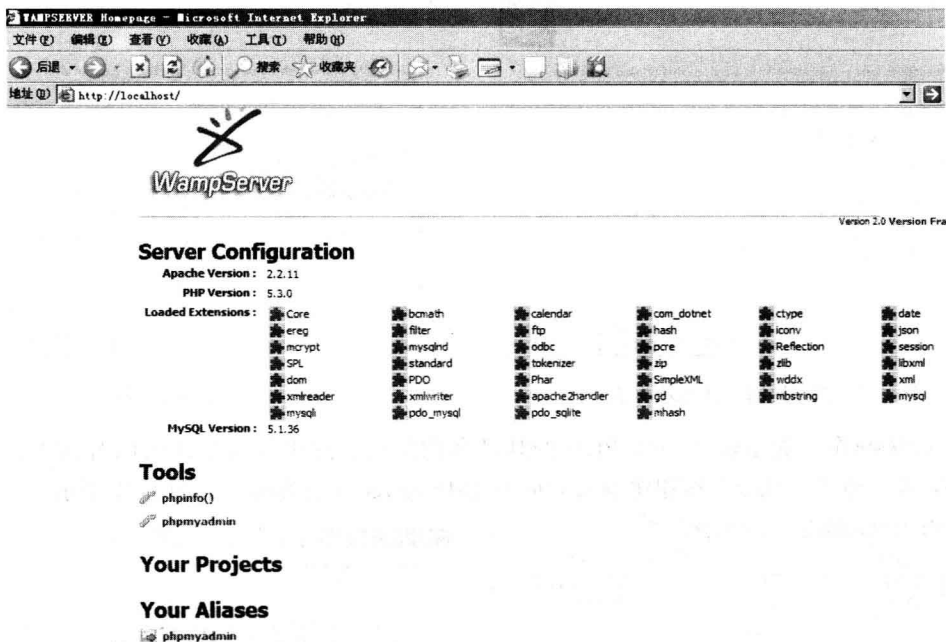 WAMPSERVER Homepage - Microsoft Internet Explorer
文件(F) 编辑(E) 查看(V) 收藏(A) 工具(T) 帮助(H)
后退 搜索 收藏夹
地址(D) http://localhost/
WampServer
Version 2.0 Version Fra
Server Configuration
Apache Version : 2.2.11
PHP Version : 5.3.0
Loaded Extensions : Core bcmath calendar com_dotnet ctype date
ereg filter ftp hash iconv json
mcrypt mysqlnd odbc pcre Reflection session
SPL standard tokenizer zip zlib libxml
dom PDO Phar SimpleXML wddx xml
xmlreader xmlwriter apache2handler gd mbstring mysql
mysqli pdo_mysql pdo_sqlite mhash
MySQL Version : 5.1.36
Tools
phpinfo()
phpmyadmin
Your Projects
Your Aliases
phpmyadmin